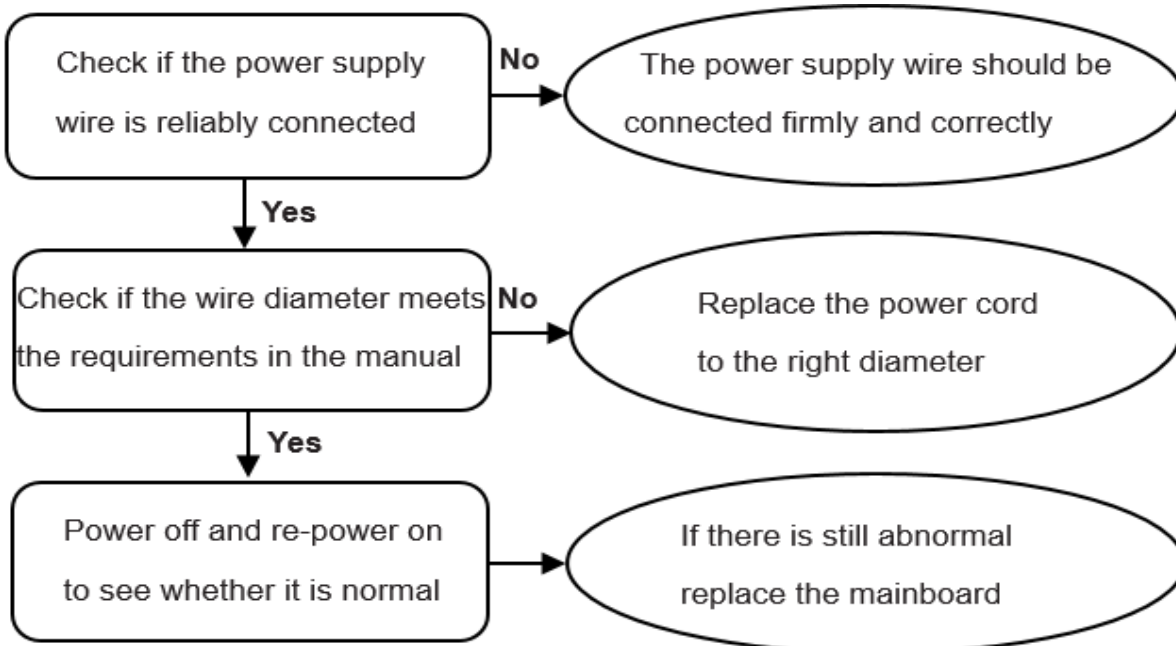 Check if the power supply
wire is reliably connected
No
The power supply wire should be
connected firmly and correctly
Yes
Check if the wire diameter meets
the requirements in the manual
No
Replace the power cord
to the right diameter
Yes
Power off and re-power on
to see whether it is normal
If there is still abnormal
replace the mainboard